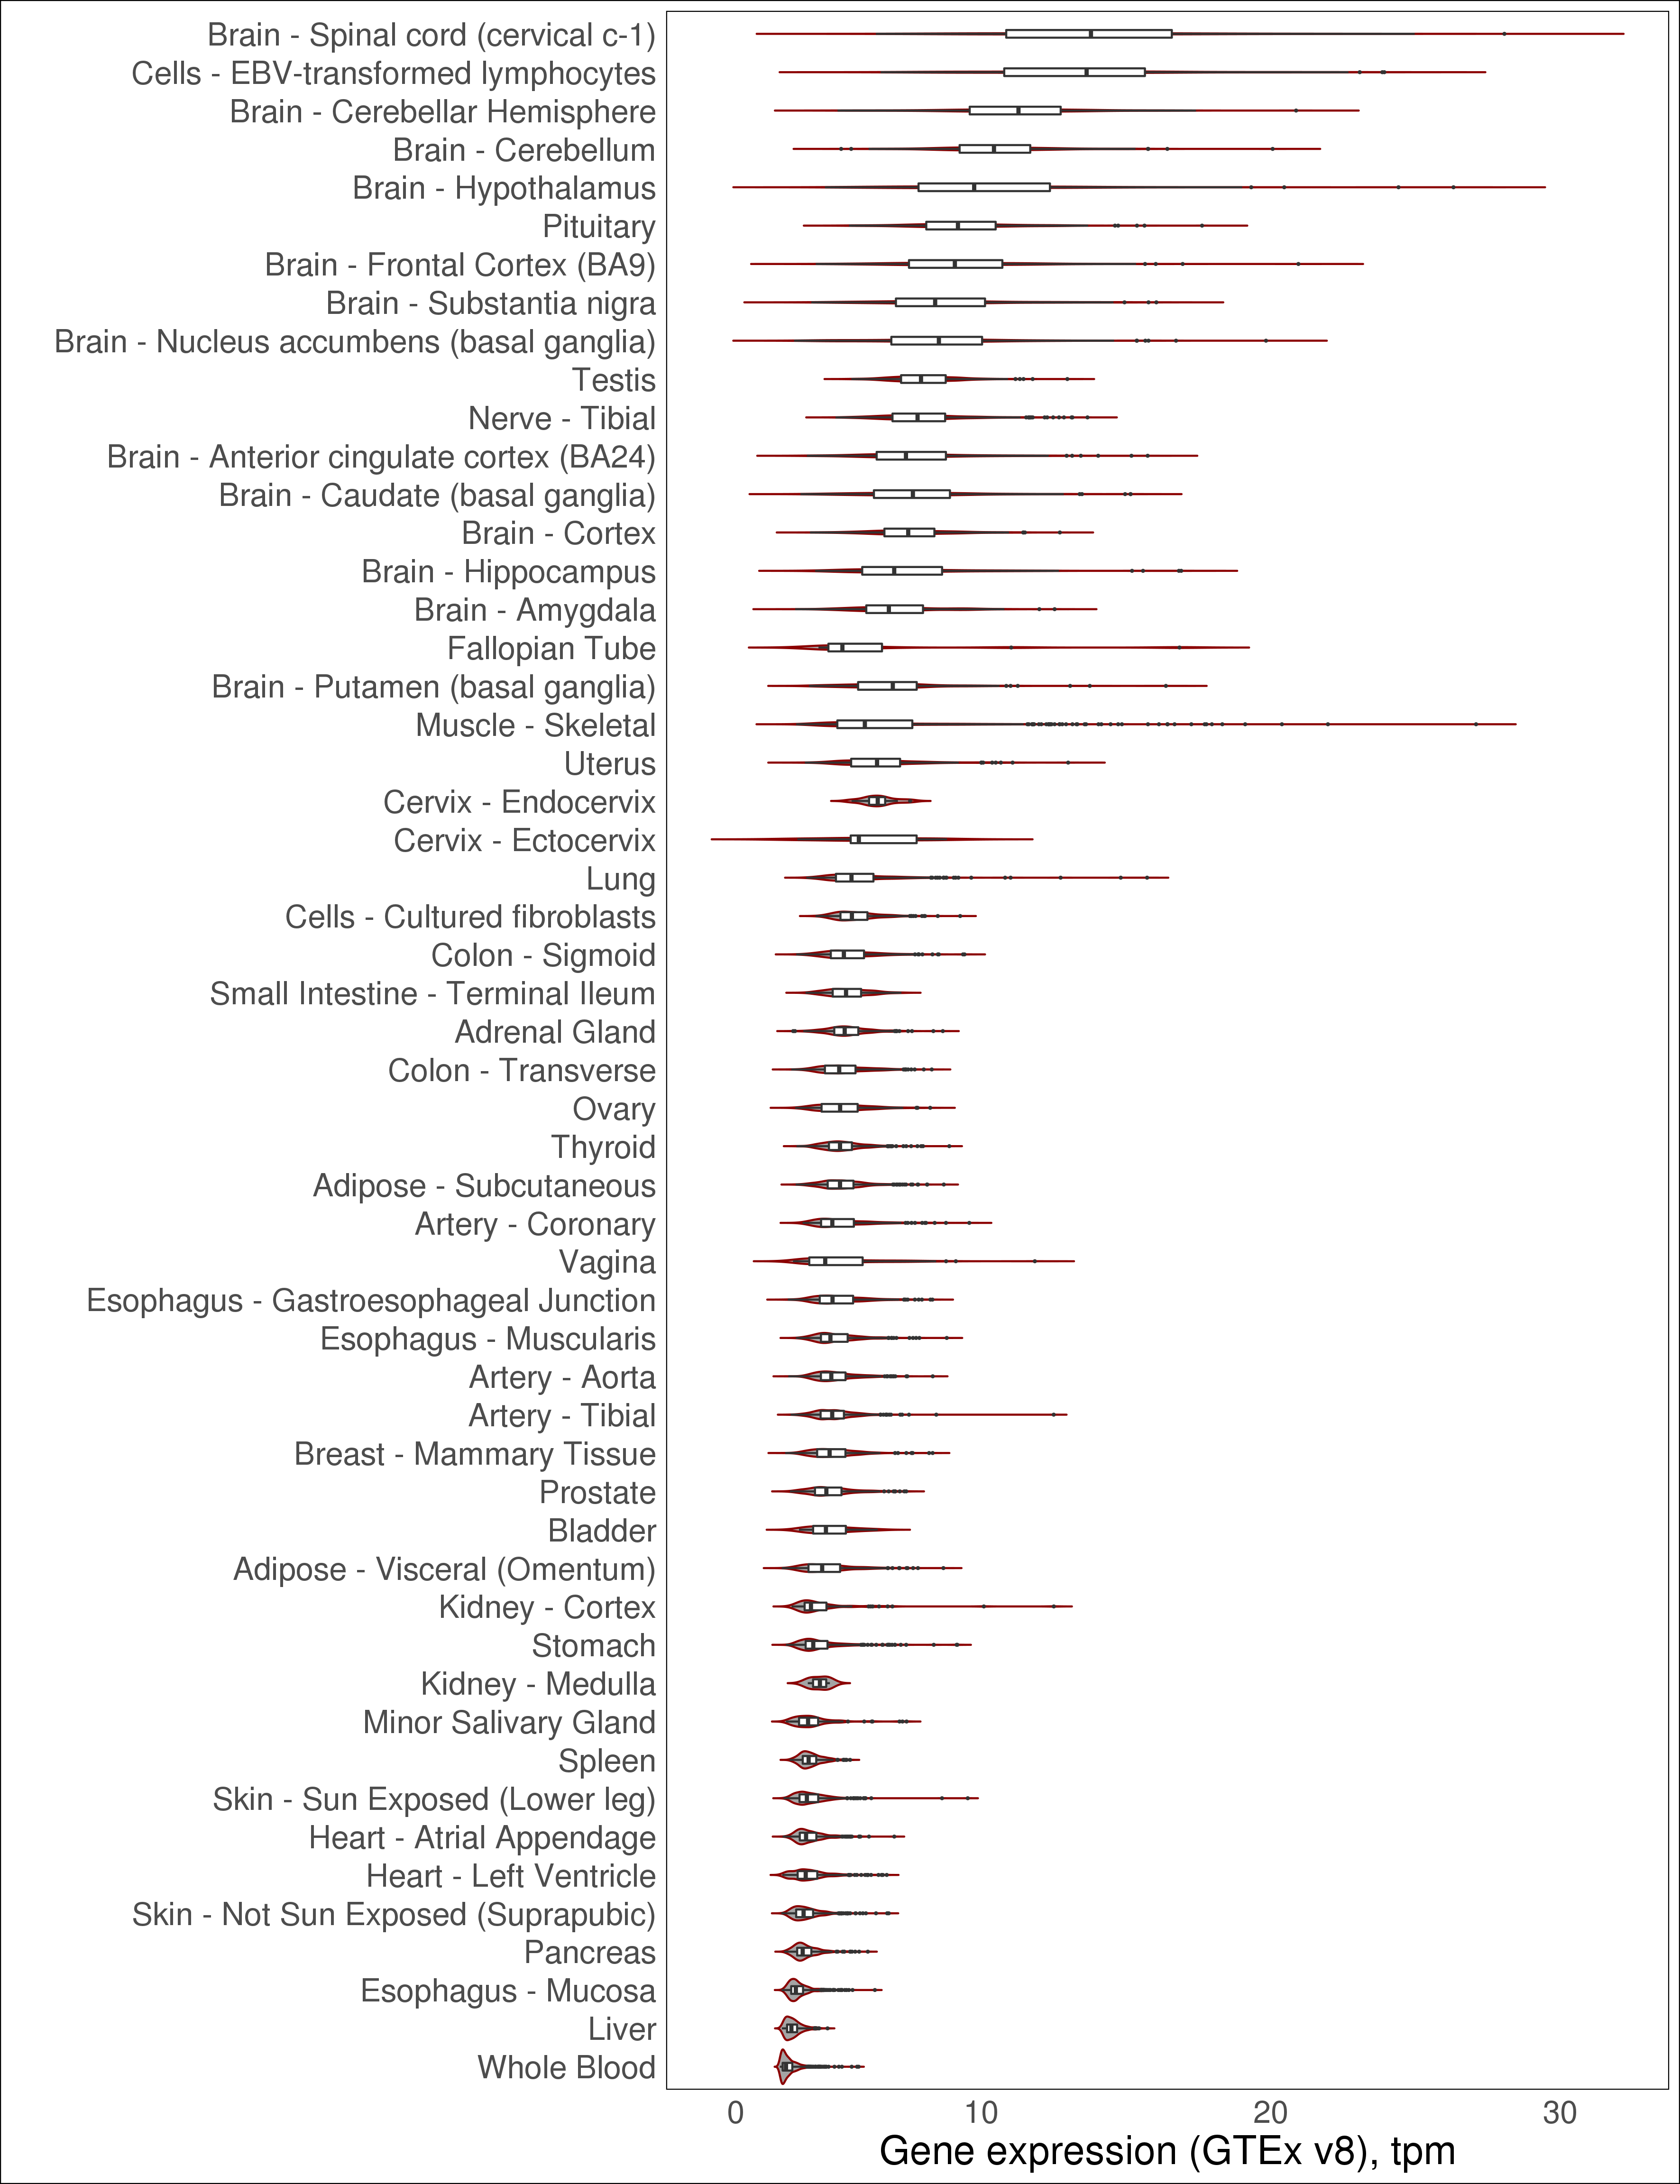 Brain - Spinal cord (cervical c-1)
Cells - EBV-transformed lymphocytes
Brain - Cerebellar Hemisphere
Brain - Cerebellum
Brain - Hypothalamus
Pituitary
Brain - Frontal Cortex (BA9)
Brain - Substantia nigra
Brain - Nucleus accumbens (basal ganglia)
Testis
Nerve - Tibial
Brain - Anterior cingulate cortex (BA24)
Brain - Caudate (basal ganglia)
Brain - Cortex
Brain - Hippocampus
Brain - Amygdala
Fallopian Tube
Brain - Putamen (basal ganglia)
Muscle - Skeletal
Uterus
Cervix - Endocervix
Cervix - Ectocervix
Lung
Cells - Cultured fibroblasts
Colon - Sigmoid
Small Intestine - Terminal Ileum
Adrenal Gland
Colon - Transverse
Ovary
Thyroid
Adipose - Subcutaneous
Artery - Coronary
Vagina
Esophagus - Gastroesophageal Junction
Esophagus - Muscularis
Artery - Aorta
Artery - Tibial
Breast - Mammary Tissue
Prostate
Bladder
Adipose - Visceral (Omentum)
Kidney - Cortex
Stomach
Kidney - Medulla
Minor Salivary Gland
Spleen
Skin - Sun Exposed (Lower leg)
Heart - Atrial Appendage
Heart - Left Ventricle
Skin - Not Sun Exposed (Suprapubic)
Pancreas
Esophagus - Mucosa
Liver
Whole Blood
0 10 20 30
Gene expression (GTEx v8), tpm